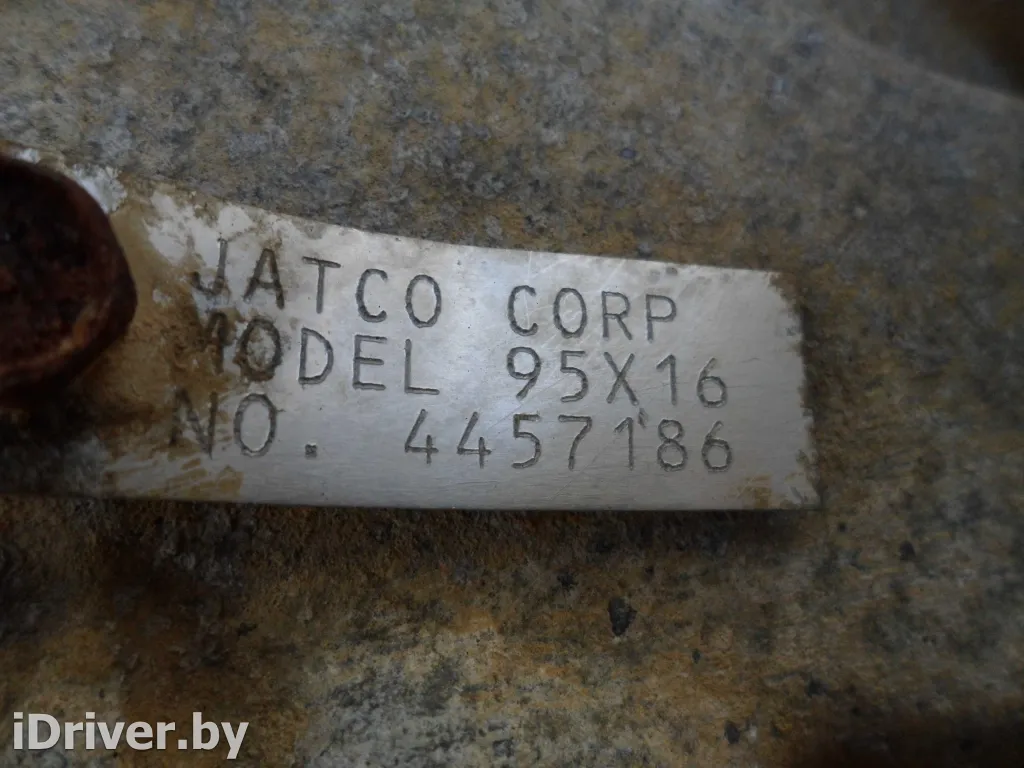 JATCO CORP
MODEL 95X16
NO. 4457186
iDriver.by